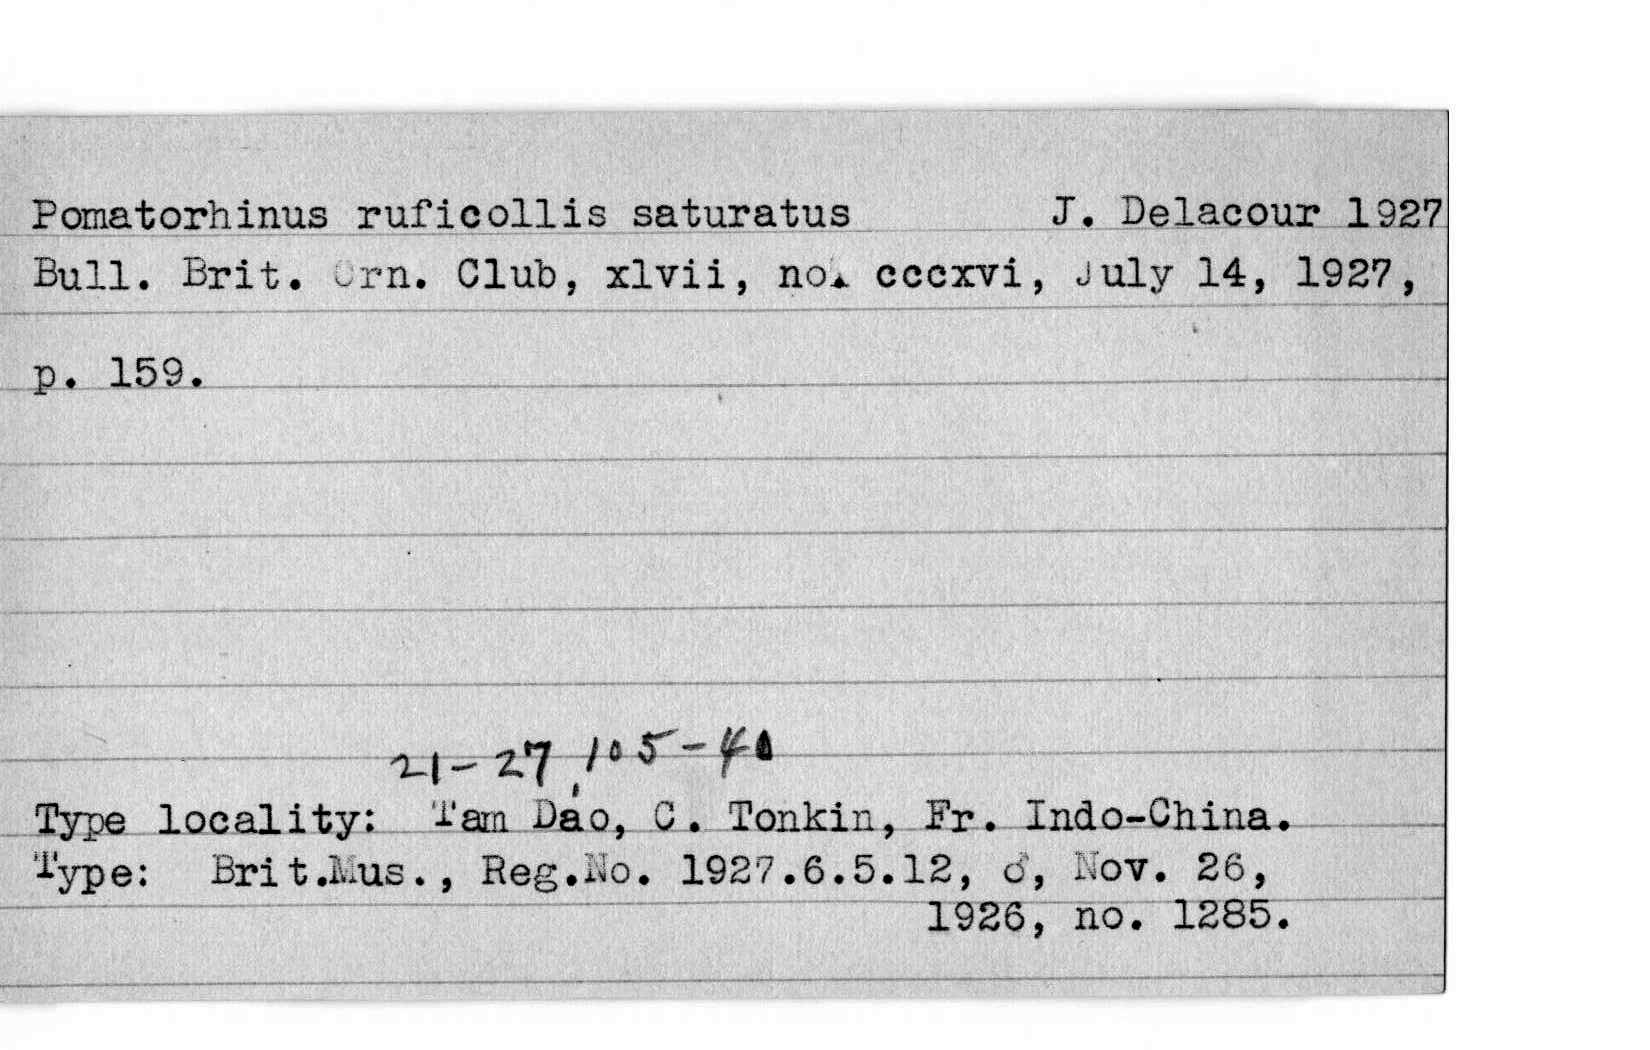 Pomatorhinus ruficollis saturatus J. Delacour 1927
Bull. Brit. Orn. Club, xlvii, no. cccxvi, July 14, 1927,
p. 159.
21-27, 105-40
Type locality: Tam Dáo, C. Tonkin, Fr. Indo-China.
Type: Brit.Mus., Reg.No. 1927.6.5.12, ♂, Nov. 26,
1926, no. 1285.